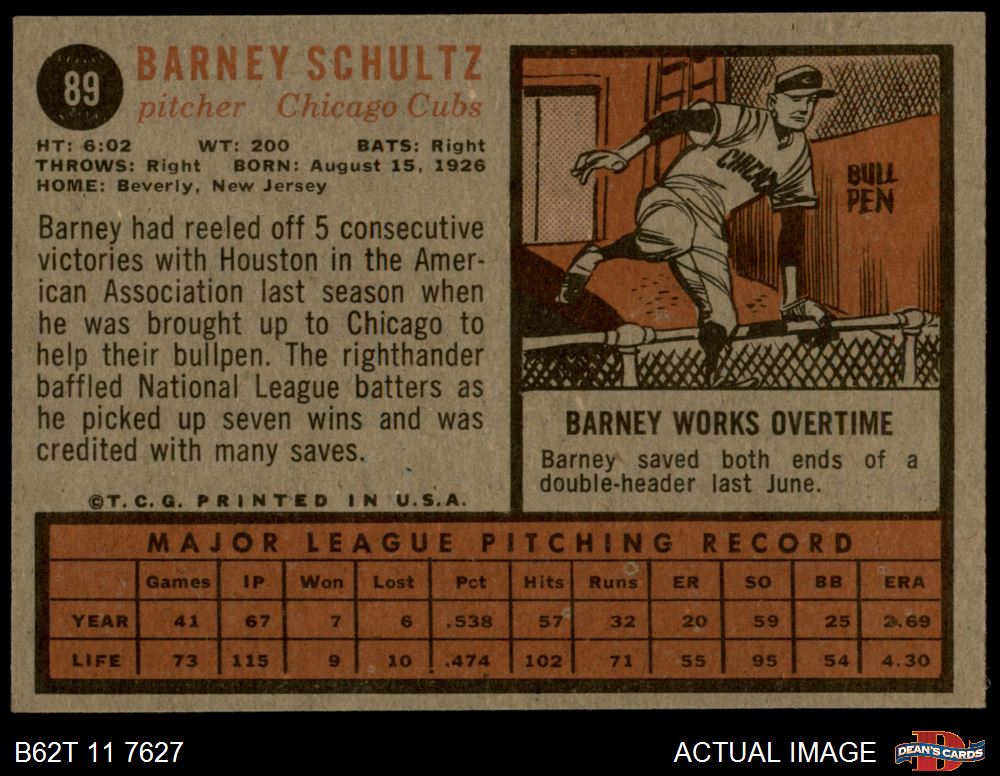 89
BARNEY SCHULTZ
pitcher Chicago Cubs
HT: 6:02 WT: 200 BATS: Right
THROWS: Right BORN: August 15, 1926
HOME: Beverly, New Jersey
Barney had reeled off 5 consecutive
victories with Houston in the Amer-
ican Association last season when
he was brought up to Chicago to
help their bullpen. The righthander
baffled National League batters as
he picked up seven wins and was
credited with many saves.
©T.C.G. PRINTED IN U.S.A.
CHICAGO
BULL
PEN
BARNEY WORKS OVERTIME
Barney saved both ends of a
double-header last June.
MAJOR LEAGUE PITCHING RECORD
Games IP Won Lost Pct Hits Runs ER SO BB ERA
YEAR 41 67 7 6 .538 57 32 20 59 25 2.69
LIFE 73 115 9 10 .474 102 71 55 95 54 4.30
B62T 11 7627
ACTUAL IMAGE
DEAN'S CARDS